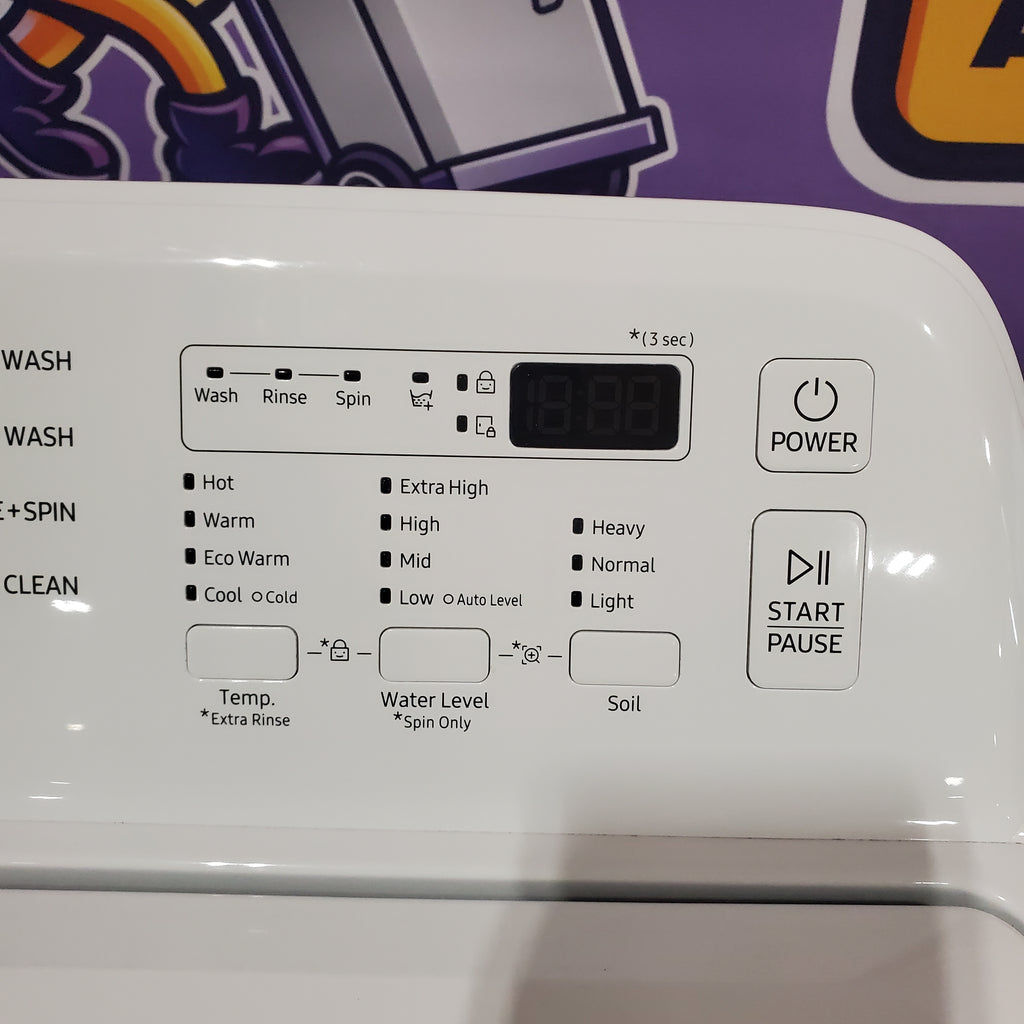 *(3 sec)
WASH
Wash Rinse Spin
POWER
WASH
Hot
Warm
Eco Warm
Cool Cold
Extra High
High
Mid
Low Auto Level
Heavy
Normal
Light
E+SPIN
CLEAN
START
PAUSE
* *
Temp.
*Extra Rinse
Water Level
*Spin Only
Soil